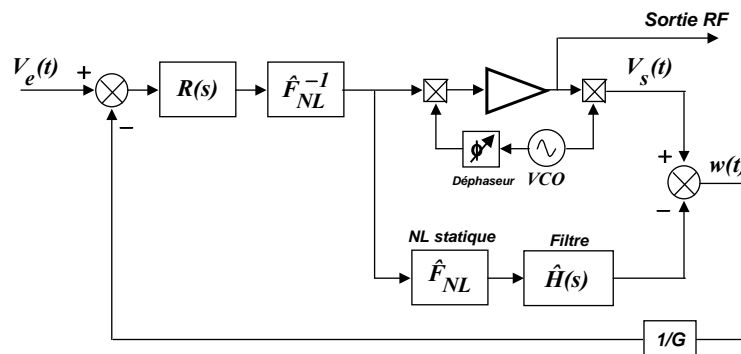 Sortie RF
V_e(t)
+
−
R(s)
F̂_NL^-1
V_s(t)
ϕ
Déphaseur
VCO
+
−
w(t)
NL statique
Filtre
F̂_NL
Ĥ(s)
1/G